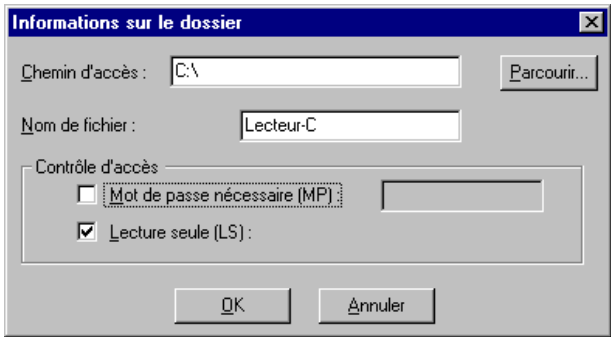 Informations sur le dossier
Chemin d'accès : C:\ Parcourir...
Nom de fichier : Lecteur-C
Contrôle d'accès
Mot de passe nécessaire (MP) :
Lecture seule (LS) :
OK Annuler